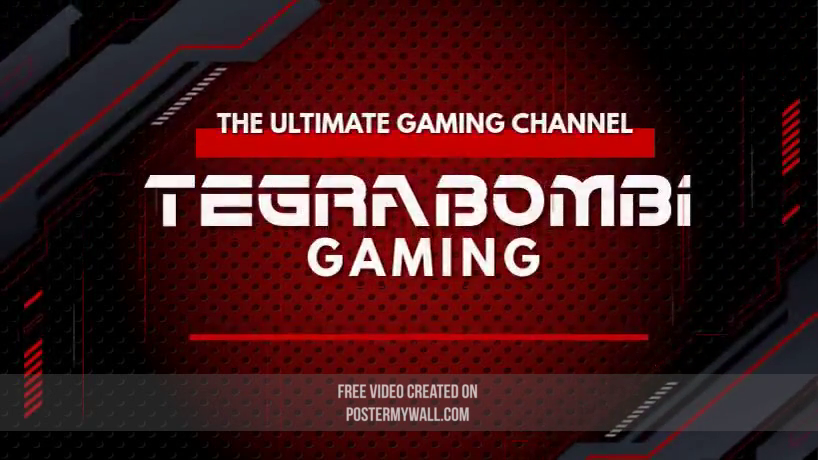 THE ULTIMATE GAMING CHANNEL
TEGRABOMBI
GAMING
FREE VIDEO CREATED ON
POSTERMYWALL.COM